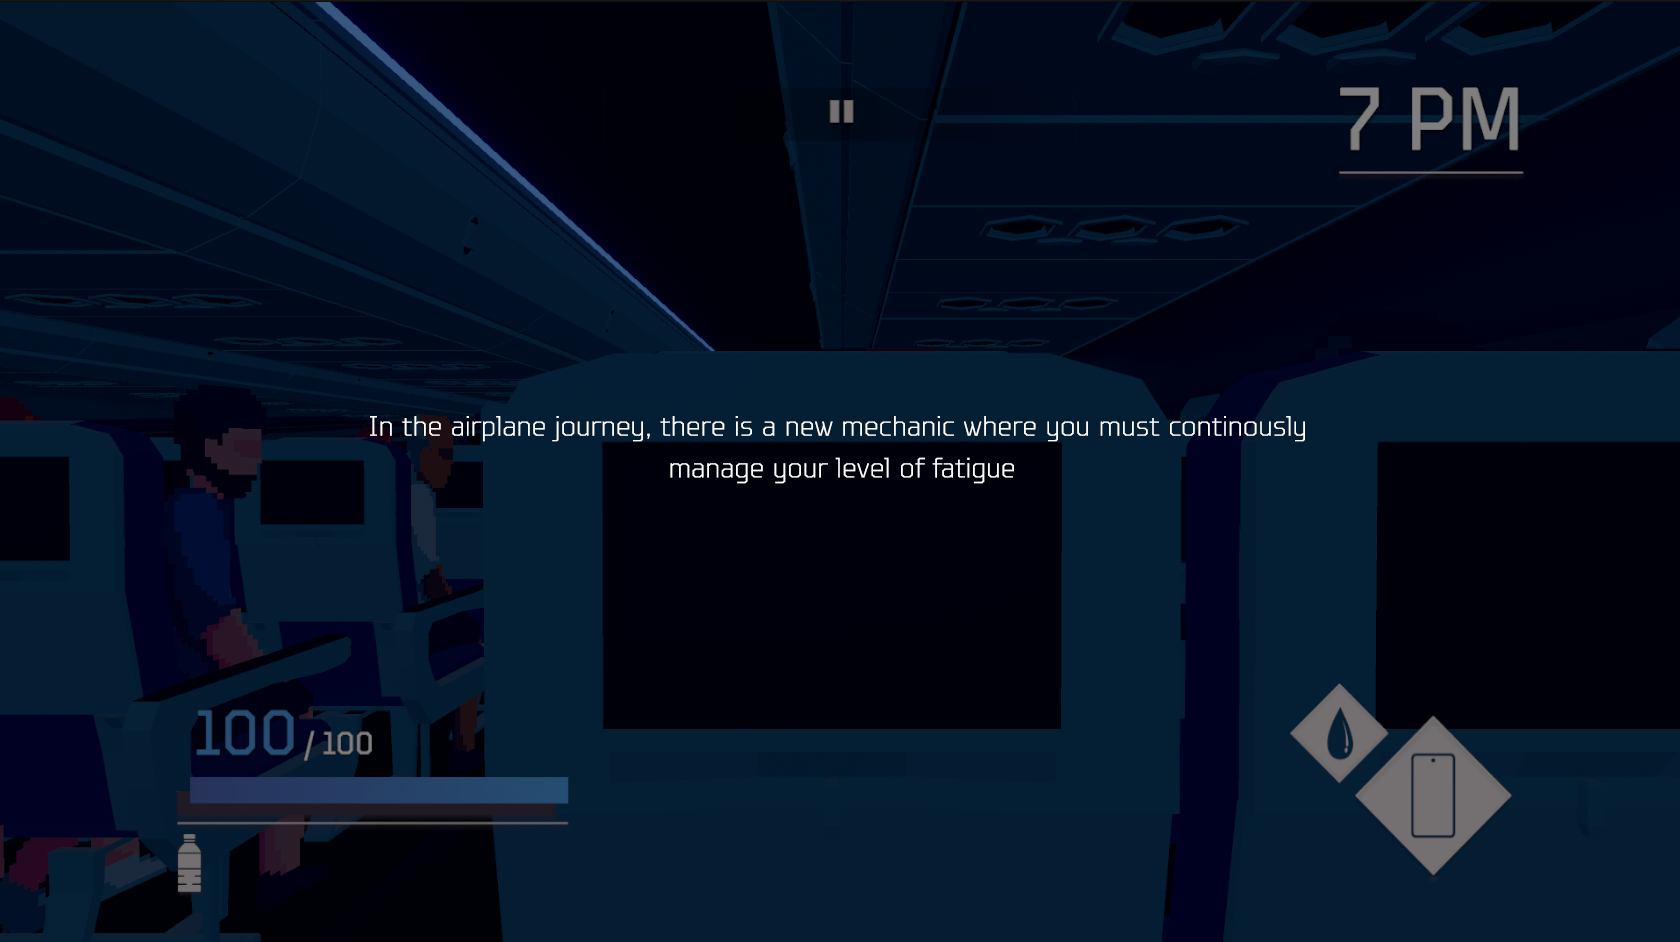 7 PM
In the airplane journey, there is a new mechanic where you must continously
manage your level of fatigue
100/100